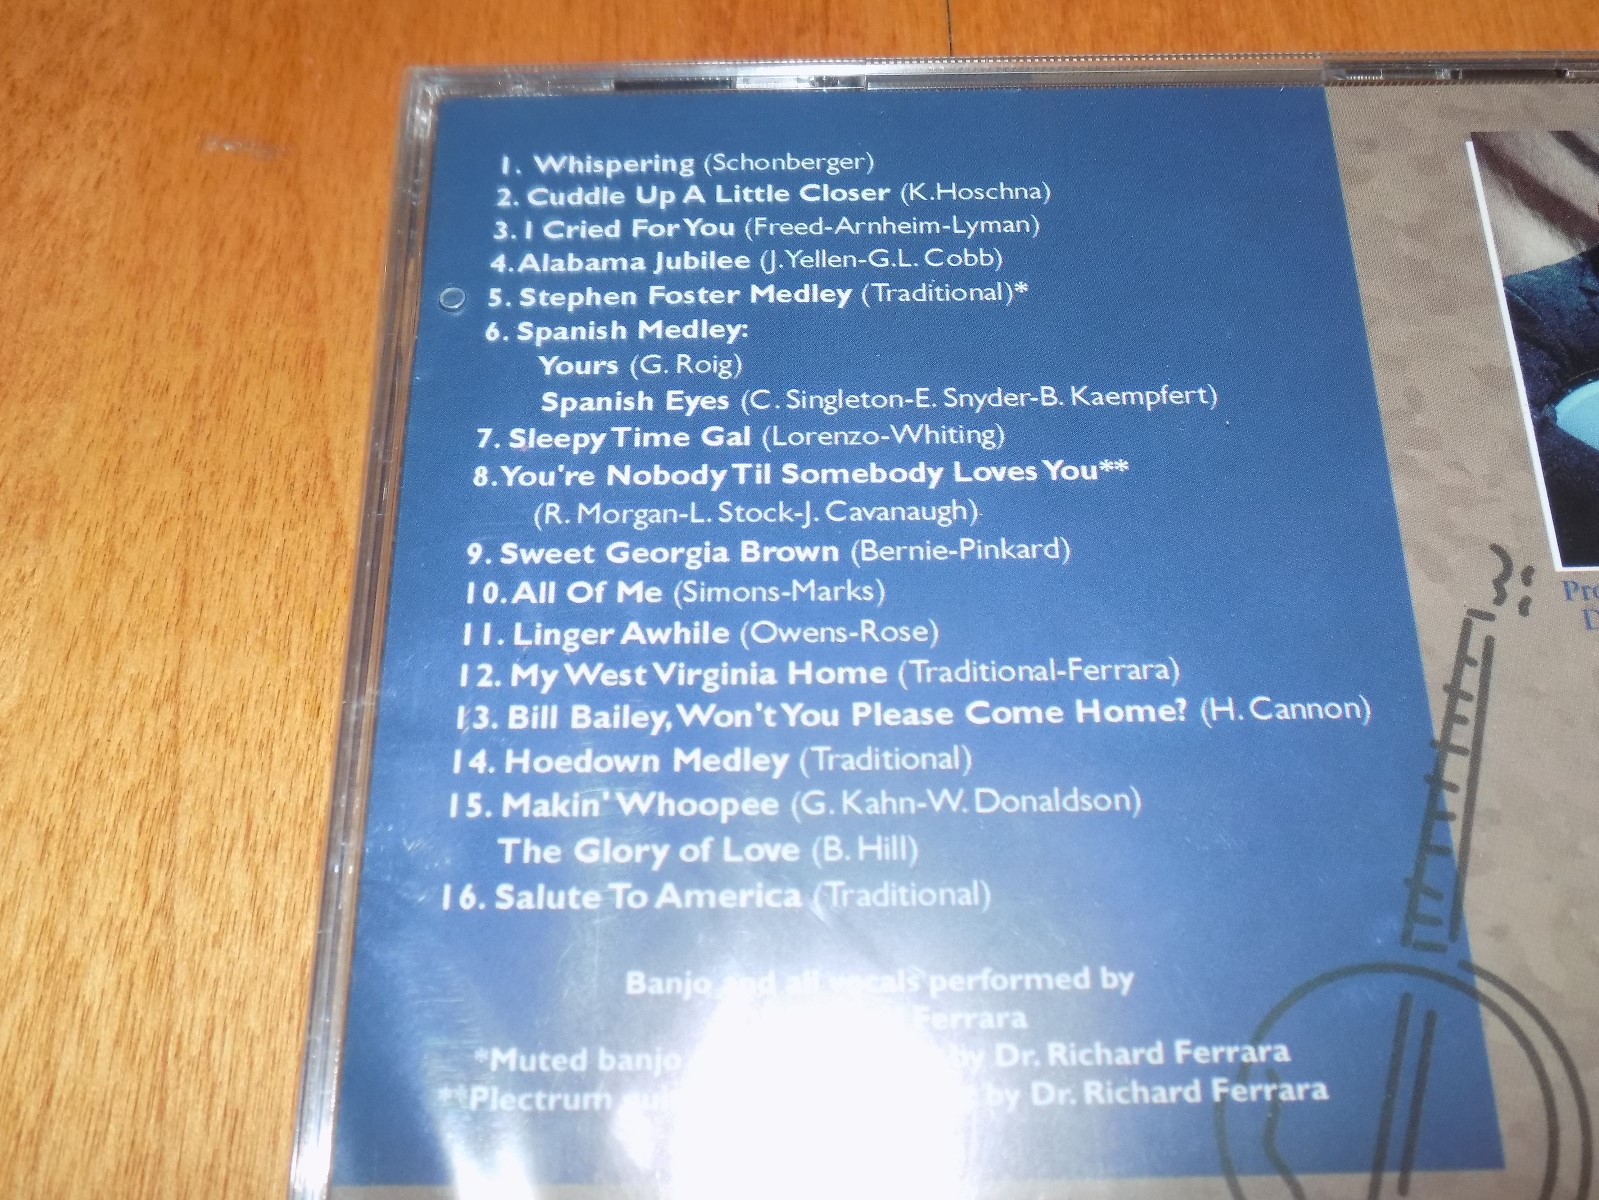 1. Whispering (Schonberger)
2. Cuddle Up A Little Closer (K.Hoschna)
3. I Cried For You (Freed-Arnheim-Lyman)
4. Alabama Jubilee (J.Yellen-G.L. Cobb)
5. Stephen Foster Medley (Traditional)*
6. Spanish Medley:
Yours (G. Roig)
Spanish Eyes (C. Singleton-E. Snyder-B. Kaempfert)
7. Sleepy Time Gal (Lorenzo-Whiting)
8. You're Nobody Til Somebody Loves You**
(R. Morgan-L. Stock-J. Cavanaugh)
9. Sweet Georgia Brown (Bernie-Pinkard)
10. All Of Me (Simons-Marks)
11. Linger Awhile (Owens-Rose)
12. My West Virginia Home (Traditional-Ferrara)
13. Bill Bailey, Won't You Please Come Home? (H. Cannon)
14. Hoedown Medley (Traditional)
15. Makin' Whoopee (G. Kahn-W. Donaldson)
The Glory of Love (B. Hill)
16. Salute To America (Traditional)
Banjo and all vocals performed by
Ferrara
*Muted banjo by Dr. Richard Ferrara
**Plectrum by Dr. Richard Ferrara